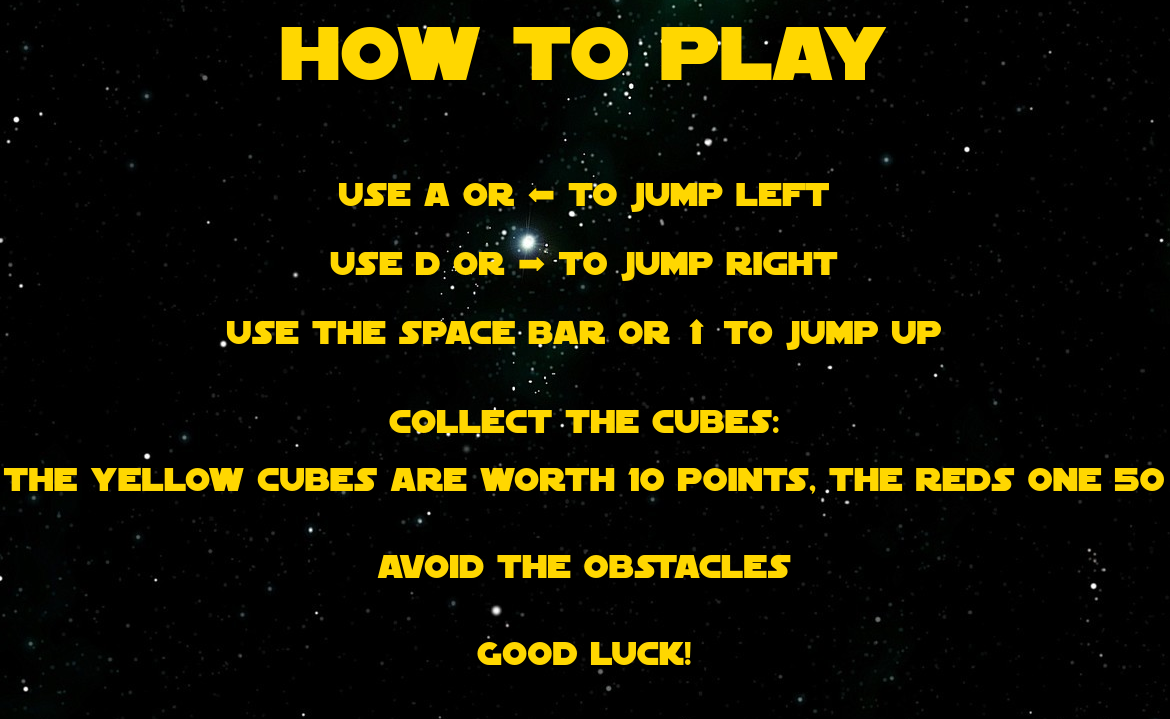 HOW TO PLAY
USE A OR ⬅ TO JUMP LEFT
USE D OR ➡ TO JUMP RIGHT
USE THE SPACE BAR OR ⬆ TO JUMP UP
COLLECT THE CUBES:
THE YELLOW CUBES ARE WORTH 10 POINTS, THE REDS ONE 50
AVOID THE OBSTACLES
GOOD LUCK!